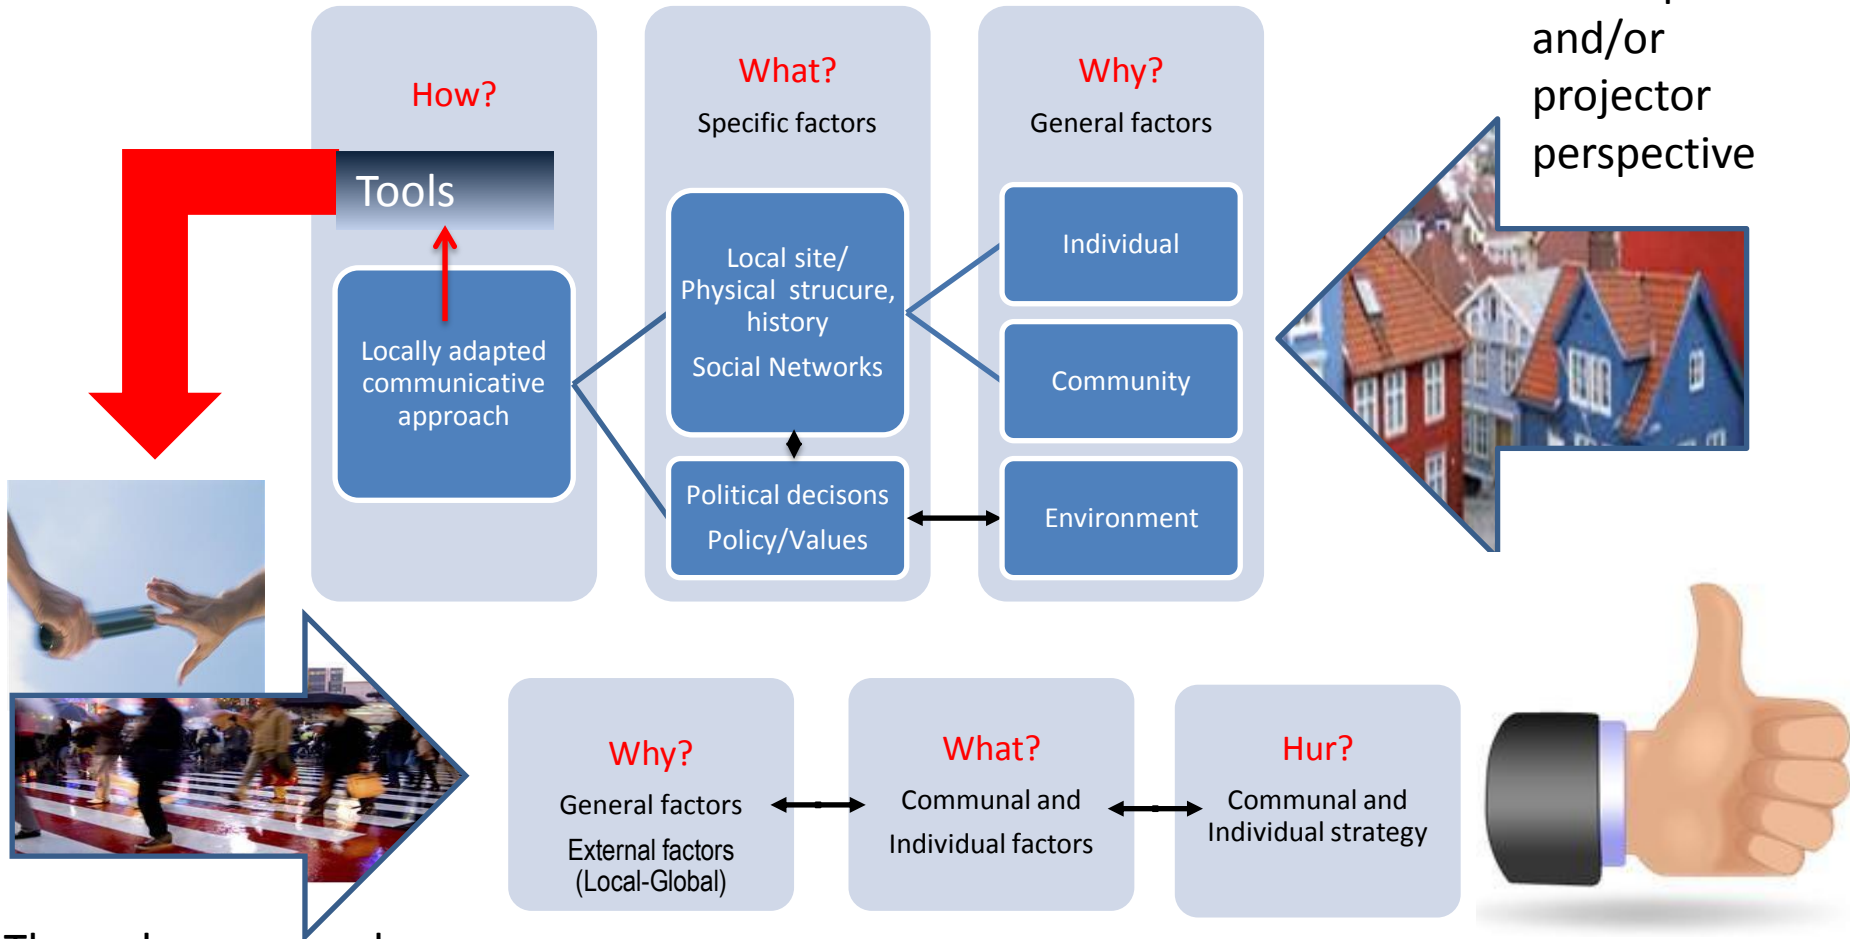 and/or
projector
perspective
How?
Tools
Locally adapted
communicative
approach
What?
Specific factors
Local site/
Physical strucure,
history
Social Networks
Political decisons
Policy/Values
Why?
General factors
Individual
Community
Environment
Why?
General factors
External factors
(Local-Global)
What?
Communal and
Individual factors
Hur?
Communal and
Individual strategy